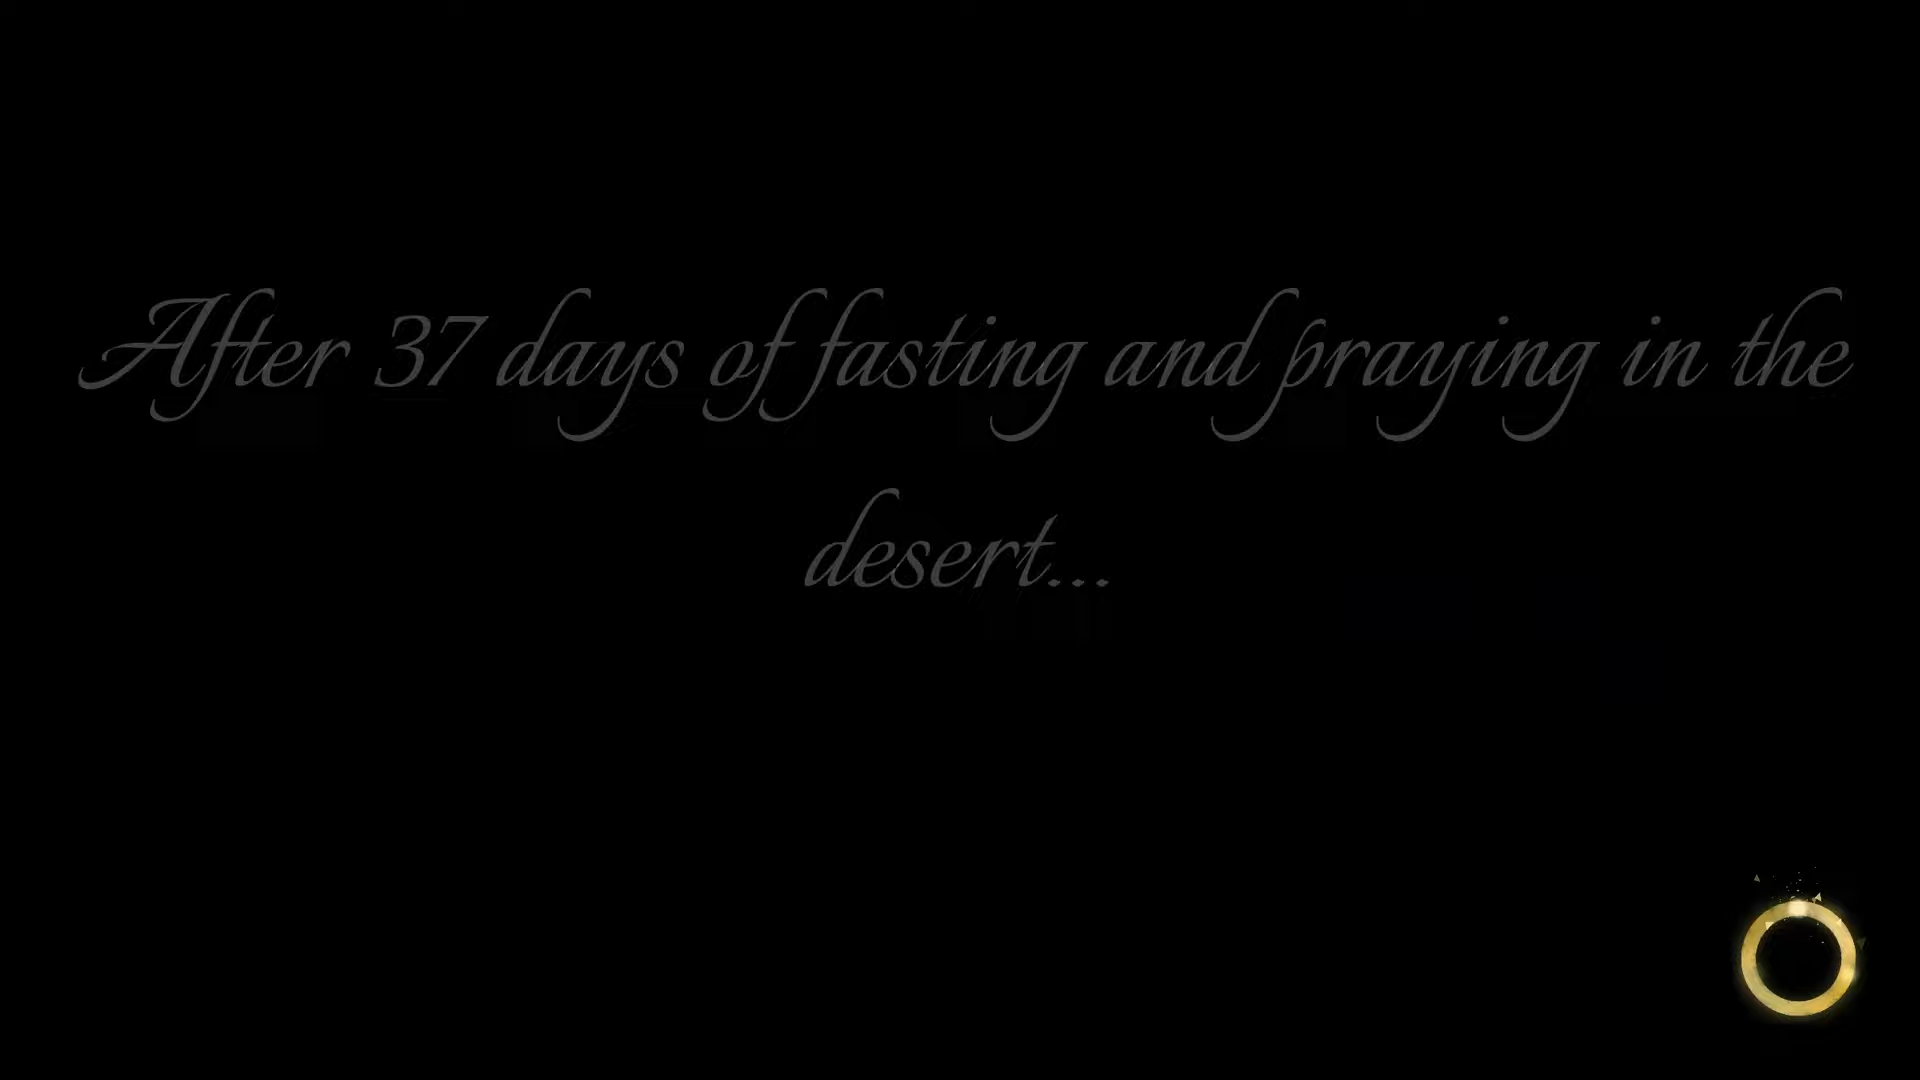 After 37 days of fasting and praying in the
desert...